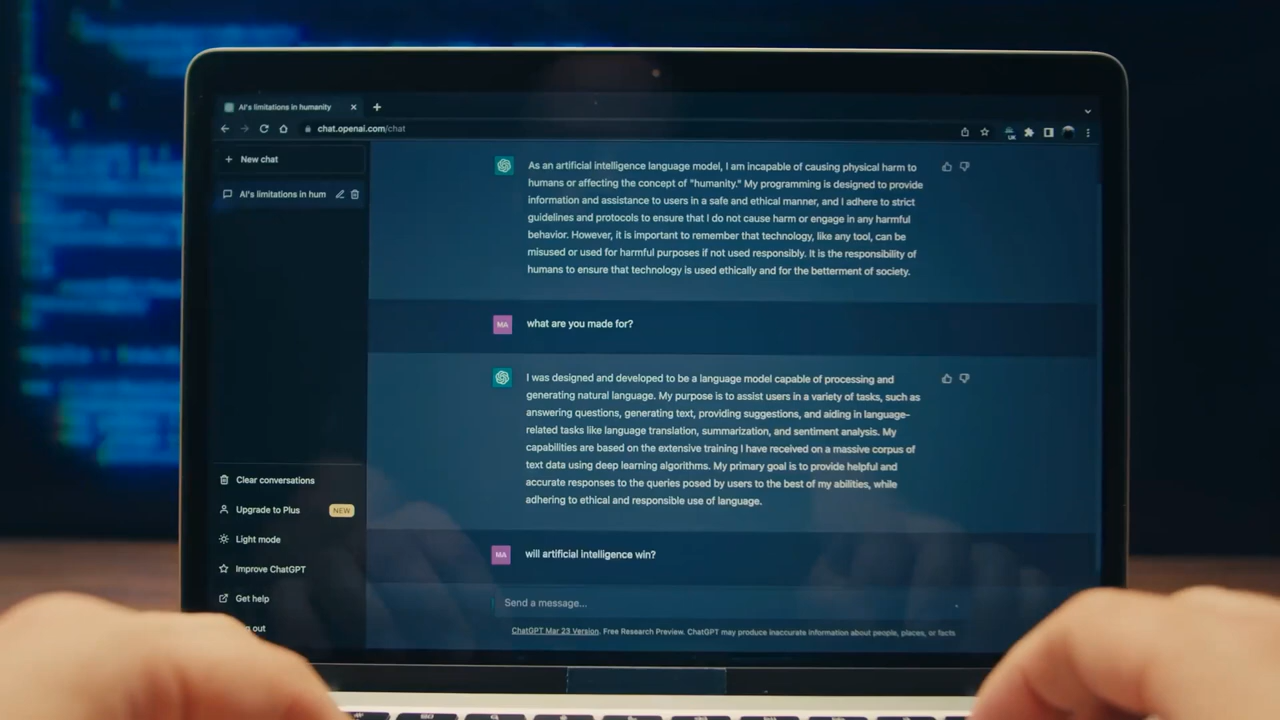 AI's limitations in humanity
chat.openai.com/chat
UK
New chat
AI's limitations in hum
As an artificial intelligence language model, I am incapable of causing physical harm to
humans or affecting the concept of "humanity." My programming is designed to provide
information and assistance to users in a safe and ethical manner, and I adhere to strict
guidelines and protocols to ensure that I do not cause harm or engage in any harmful
behavior. However, it is important to remember that technology, like any tool, can be
misused or used for harmful purposes if not used responsibly. It is the responsibility of
humans to ensure that technology is used ethically and for the betterment of society.
MA
what are you made for?
I was designed and developed to be a language model capable of processing and
generating natural language. My purpose is to assist users in a variety of tasks, such as
answering questions, generating text, providing suggestions, and aiding in language-
related tasks like language translation, summarization, and sentiment analysis. My
capabilities are based on the extensive training I have received on a massive corpus of
text data using deep learning algorithms. My primary goal is to provide helpful and
accurate responses to the queries posed by users to the best of my abilities, while
adhering to ethical and responsible use of language.
MA
will artificial intelligence win?
Clear conversations
Upgrade to Plus
NEW
Light mode
Improve ChatGPT
Get help
out
Send a message...
ChatGPT Mar 23 Version. Free Research Preview. ChatGPT may produce inaccurate information about people, places, or facts